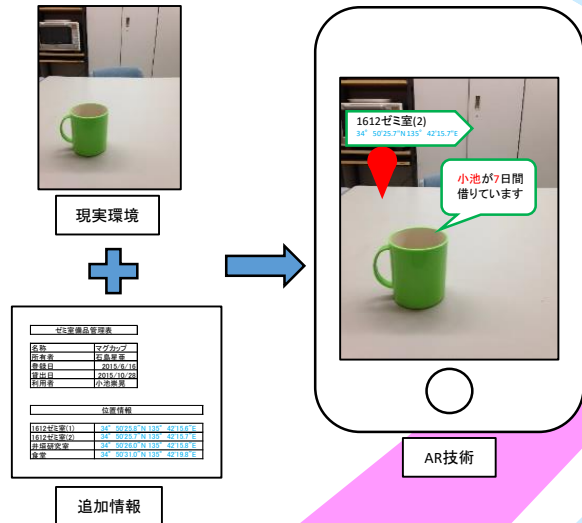 現実環境
ゼミ室備品管理表
名称 マグカップ
所有者 石島星亜
登録日 2015/6/16
貸出日 2015/10/28
利用者 小池崇晃
位置情報
1612ゼミ室(1) 34° 50'25.8"N 135° 42'15.6"E
1612ゼミ室(2) 34° 50'25.7"N 135° 42'15.7"E
井垣研究室 34° 50'26.0"N 135° 42'15.8"E
食堂 34° 50'31.0"N 135° 42'19.8"E
追加情報
1612ゼミ室(2)
34° 50'25.7"N 135° 42'15.7"E
小池が7日間
借りています
AR技術